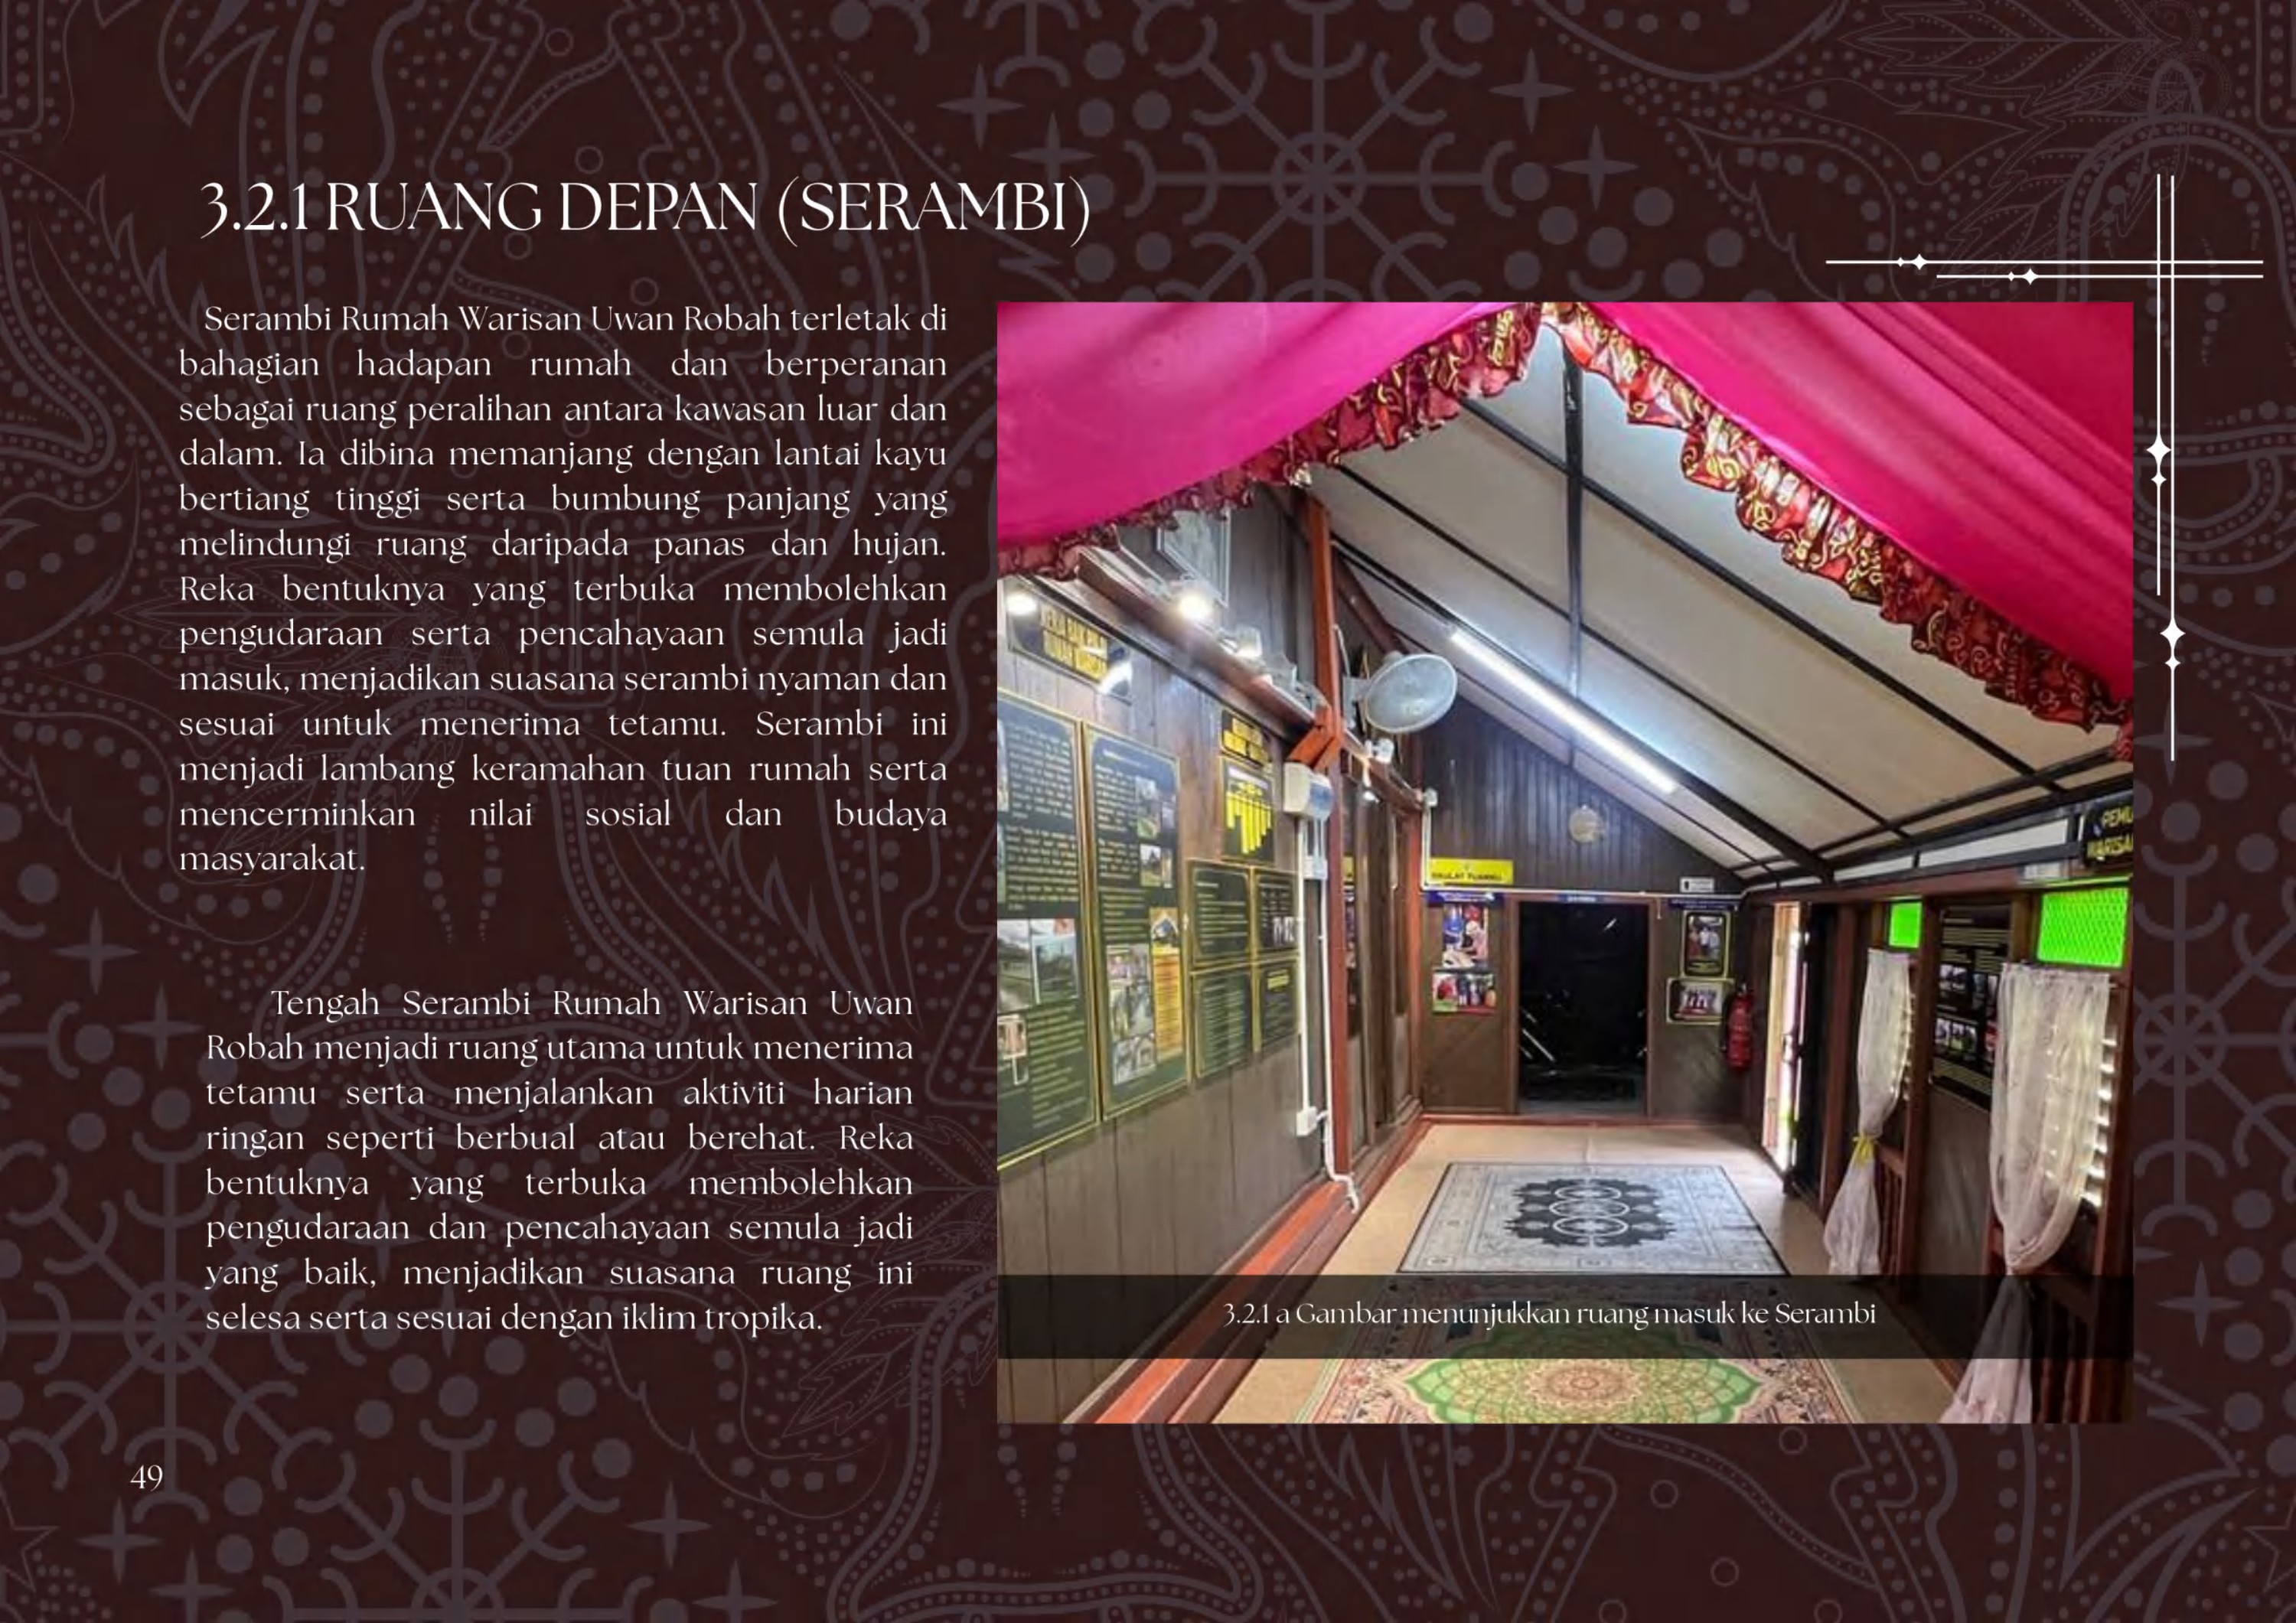 3.2.1 RUANG DEPAN (SERAMBI)
Serambi Rumah Warisan Uwan Robah terletak di
bahagian hadapan rumah dan berperanan
sebagai ruang peralihan antara kawasan luar dan
dalam. Ia dibina memanjang dengan lantai kayu
bertiang tinggi serta bumbung panjang yang
melindungi ruang daripada panas dan hujan.
Reka bentuknya yang terbuka membolehkan
pengudaraan serta pencahayaan semula jadi
masuk, menjadikan suasana serambi nyaman dan
sesuai untuk menerima tetamu. Serambi ini
menjadi lambang keramahan tuan rumah serta
mencerminkan nilai sosial dan budaya
masyarakat.
Tengah Serambi Rumah Warisan Uwan
Robah menjadi ruang utama untuk menerima
tetamu serta menjalankan aktiviti harian
ringan seperti berbual atau berehat. Reka
bentuknya yang terbuka membolehkan
pengudaraan dan pencahayaan semula jadi
yang baik, menjadikan suasana ruang ini
selesa serta sesuai dengan iklim tropika.
DAULAT TUANKU
3.2.1 a Gambar menunjukkan ruang masuk ke Serambi
49